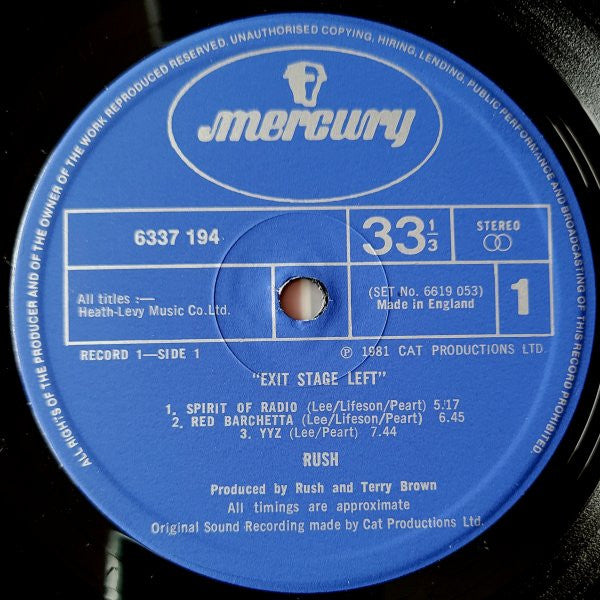 ALL RIGHTS OF THE PRODUCER AND OF THE OWNER OF THE WORK REPRODUCED RESERVED. UNAUTHORISED COPYING, HIRING, LENDING, PUBLIC PERFORMANCE AND BROADCASTING OF THIS RECORD PROHIBITED.
mercury
6337 194
33 1/3
STEREO
All titles :—
Heath-Levy Music Co. Ltd.
(SET No. 6619 053)
Made in England
1
RECORD 1—SIDE 1
℗ 1981 CAT PRODUCTIONS LTD.
"EXIT STAGE LEFT"
1. SPIRIT OF RADIO (Lee/Lifeson/Peart) 5.17
2. RED BARCHETTA (Lee/Lifeson/Peart) 6.45
3. YYZ (Lee/Peart) 7.44
RUSH
Produced by Rush and Terry Brown
All timings are approximate
Original Sound Recording made by Cat Productions Ltd.